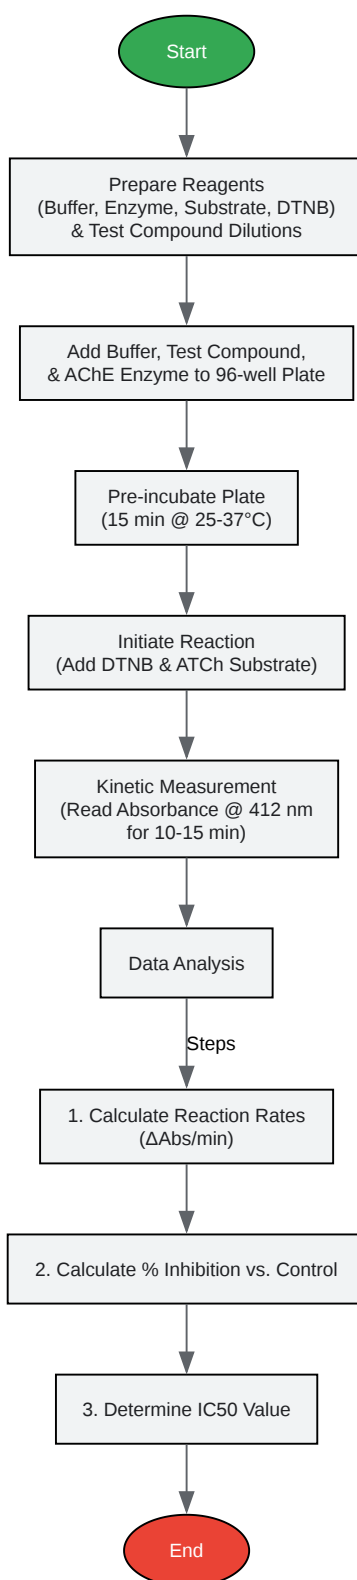 Start
Prepare Reagents
(Buffer, Enzyme, Substrate, DTNB)
& Test Compound Dilutions
Add Buffer, Test Compound,
& AChE Enzyme to 96-well Plate
Pre-incubate Plate
(15 min @ 25-37°C)
Initiate Reaction
(Add DTNB & ATCh Substrate)
Kinetic Measurement
(Read Absorbance @ 412 nm
for 10-15 min)
Data Analysis
Steps
1. Calculate Reaction Rates
(ΔAbs/min)
2. Calculate % Inhibition vs. Control
3. Determine IC50 Value
End